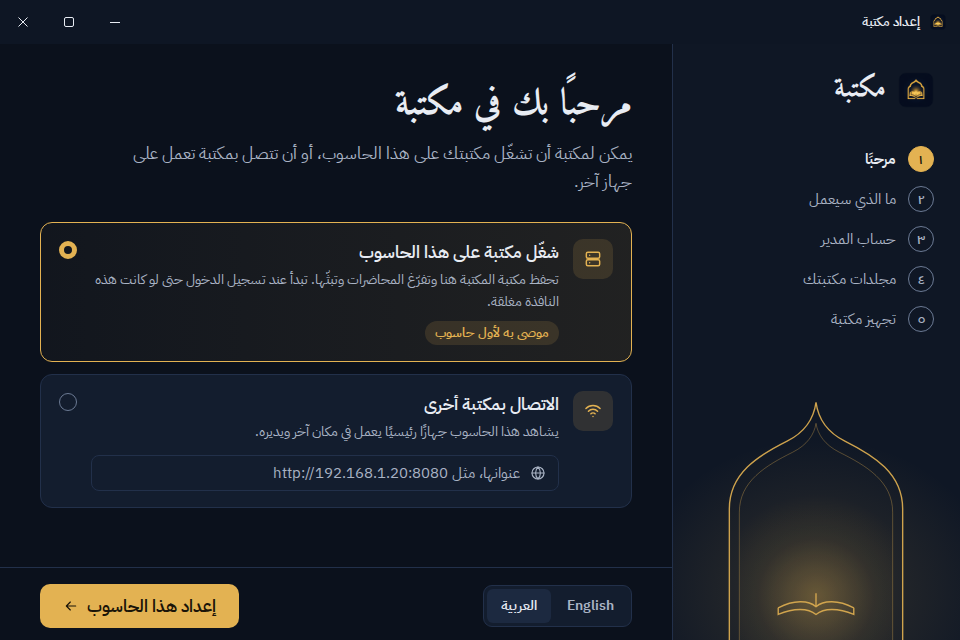 إعداد مكتبة
مكتبة
١ مرحبًا
٢ ما الذي سيعمل
٣ حساب المدير
٤ مجلدات مكتبتك
٥ تجهيز مكتبة
مرحبًا بك في مكتبة
يمكن لمكتبة أن تشغّل مكتبتك على هذا الحاسوب، أو أن تتصل بمكتبة تعمل على
جهاز آخر.
شغّل مكتبة على هذا الحاسوب
تحفظ مكتبة المكتبة هنا وتفرّغ المحاضرات وتبثّها. تبدأ عند تسجيل الدخول حتى لو كانت هذه
النافذة مغلقة.
موصى به لأول حاسوب
الاتصال بمكتبة أخرى
يشاهد هذا الحاسوب جهازًا رئيسيًا يعمل في مكان آخر ويديره.
عنوانها، مثل http://192.168.1.20:8080
English
العربية
إعداد هذا الحاسوب